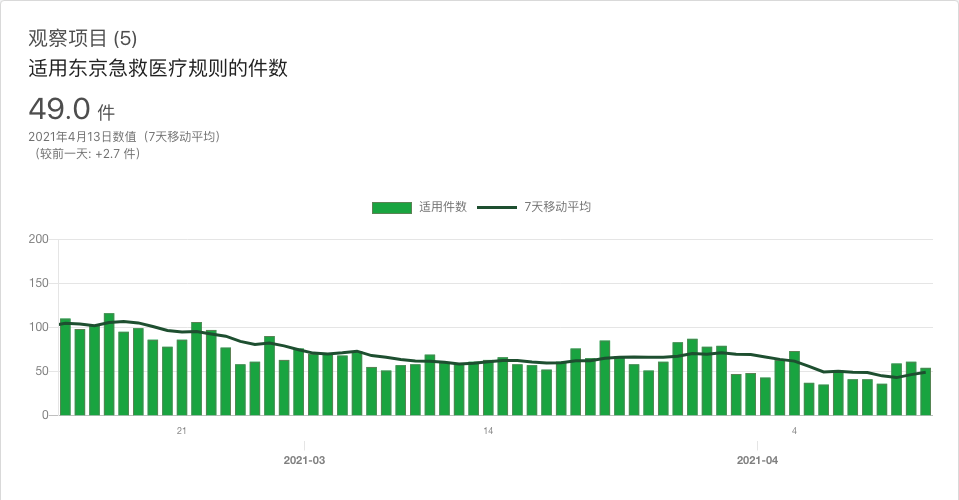 观察项目 (5)
适用东京急救医疗规则的件数
49.0 件
2021年4月13日数值（7天移动平均）
（较前一天: +2.7 件）
适用件数 7天移动平均
200
150
100
50
0
21 14 4
2021-03 2021-04